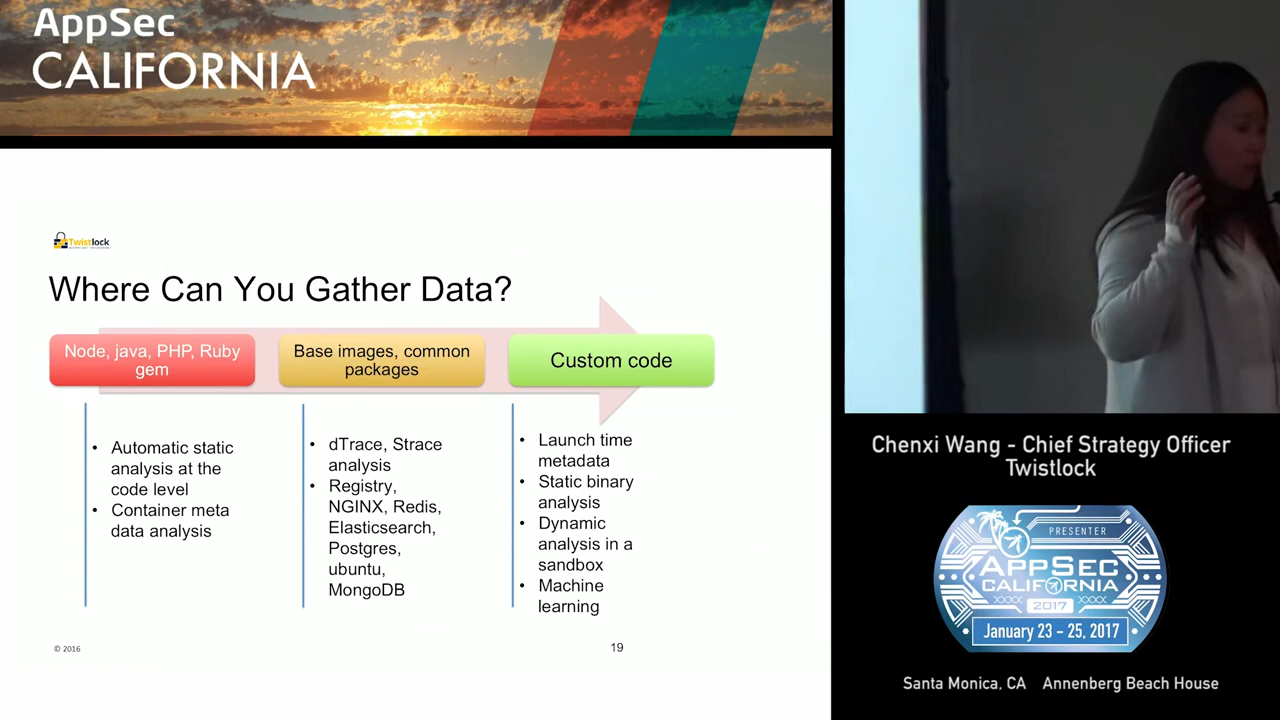 AppSec
CALIFORNIA
Twistlock
Where Can You Gather Data?
Node, java, PHP, Ruby
gem
Base images, common
packages
Custom code
• Automatic static
analysis at the
code level
• Container meta
data analysis
• dTrace, Strace
analysis
• Registry,
NGINX, Redis,
Elasticsearch,
Postgres,
ubuntu,
MongoDB
• Launch time
metadata
• Static binary
analysis
• Dynamic
analysis in a
sandbox
• Machine
learning
© 2016
19
Chenxi Wang - Chief Strategy Officer
Twistlock
PRESENTER
APPSEC
CALIFORNIA
2017
January 23 - 25, 2017
Santa Monica, CA Annenberg Beach House